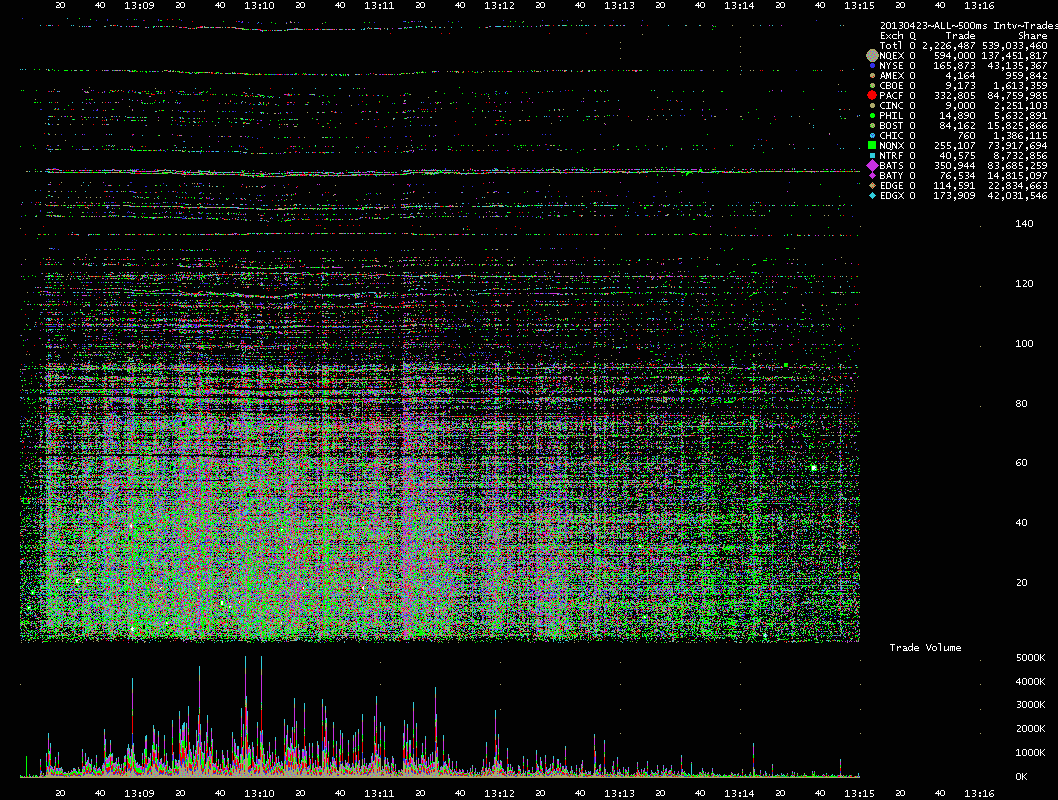 20 40 13:09 20 40 13:10 20 40 13:11 20 40 13:12 20 40 13:13 20 40 13:14 20 40 13:15 20 40 13:16
20130423~ALL~500ms Intv~Trades
Exch Q Trade Share
Totl 0 2,226,487 539,033,460
NQEX 0 594,000 137,451,817
NYSE 0 165,873 43,135,367
AMEX 0 4,164 959,842
CBOE 0 9,173 1,613,359
PACF 0 332,805 84,759,985
CINC 0 9,000 2,251,103
PHIL 0 14,890 5,632,891
BOST 0 84,162 15,825,866
CHIC 0 760 1,386,115
NQNX 0 255,107 73,917,694
NTRF 0 40,575 8,732,856
BATS 0 350,944 83,685,259
BATY 0 76,534 14,815,097
EDGE 0 114,591 22,834,663
EDGX 0 173,909 42,031,546
140
120
100
80
60
40
20
Trade Volume
5000K
4000K
3000K
2000K
1000K
0K
20 40 13:09 20 40 13:10 20 40 13:11 20 40 13:12 20 40 13:13 20 40 13:14 20 40 13:15 20 40 13:16